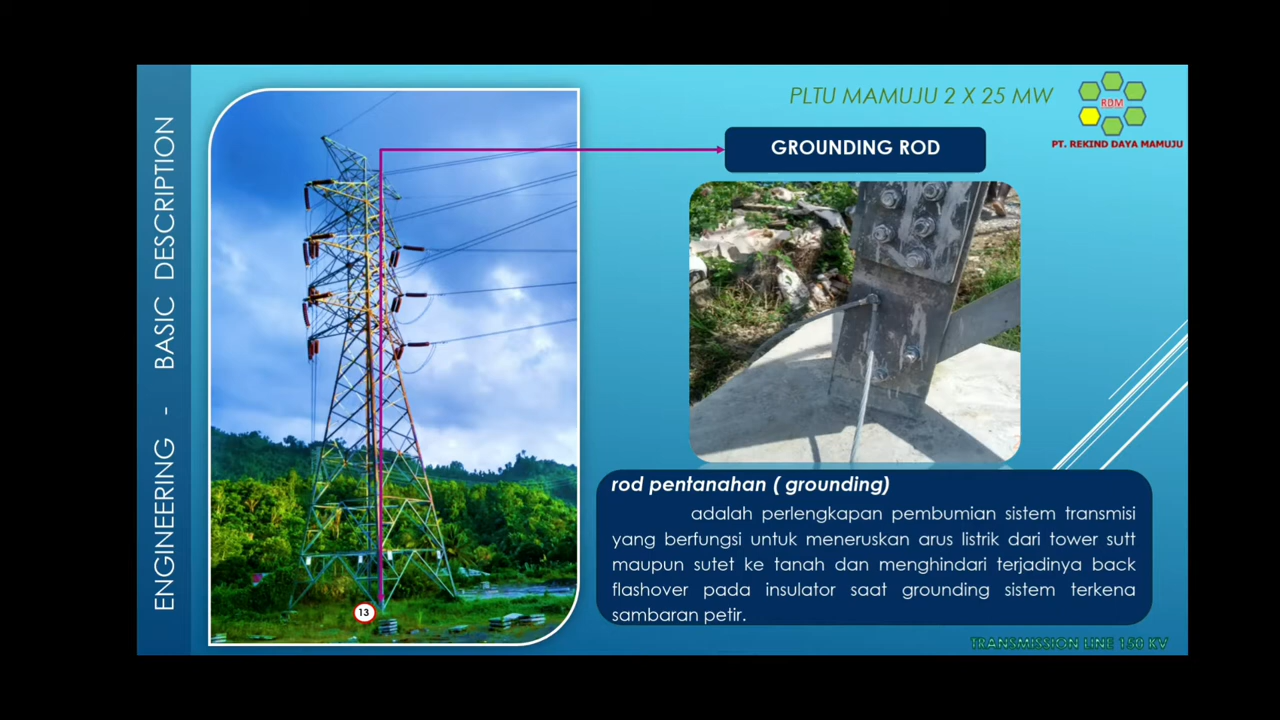 ENGINEERING - BASIC DESCRIPTION
PLTU MAMUJU 2 X 25 MW
RDM
PT. REKIND DAYA MAMUJU
GROUNDING ROD
13
rod pentanahan ( grounding)
adalah perlengkapan pembumian sistem transmisi
yang berfungsi untuk meneruskan arus listrik dari tower sutt
maupun sutet ke tanah dan menghindari terjadinya back
flashover pada insulator saat grounding sistem terkena
sambaran petir.
TRANSMISSION LINE 150 KV